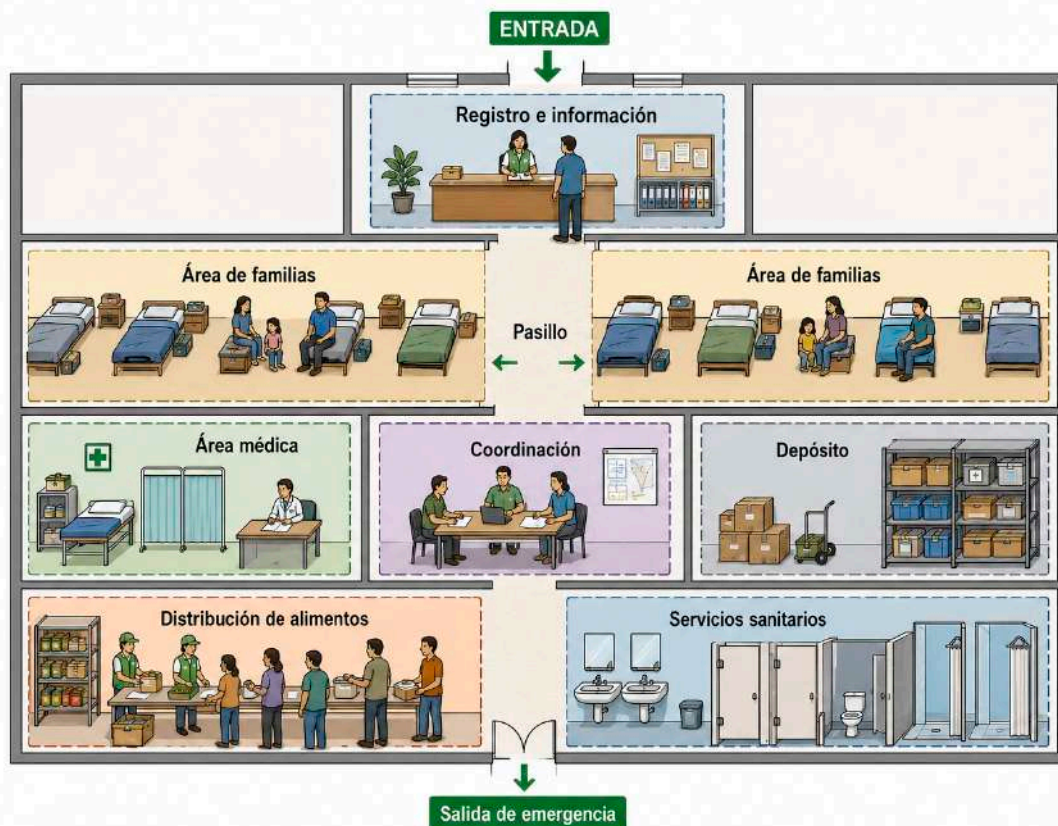 ENTRADA
Registro e información
Área de familias
Área de familias
Pasillo
Área médica
Coordinación
Depósito
Distribución de alimentos
Servicios sanitarios
Salida de emergencia